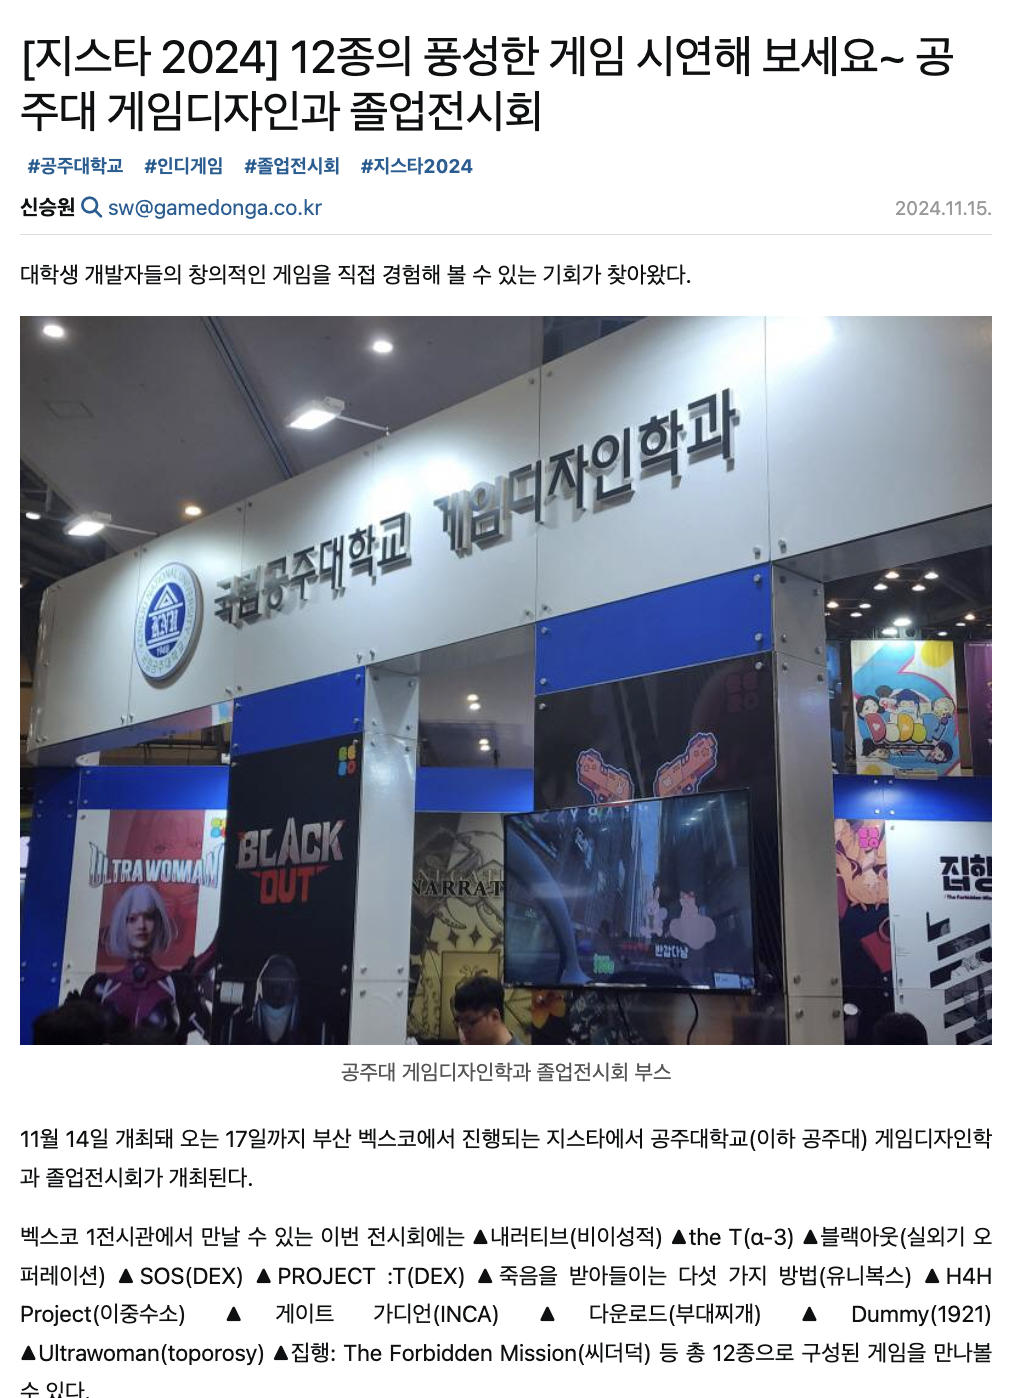 [지스타 2024] 12종의 풍성한 게임 시연해 보세요~ 공
주대 게임디자인과 졸업전시회
#공주대학교 #인디게임 #졸업전시회 #지스타2024
신승원 sw@gamedonga.co.kr 2024.11.15.
대학생 개발자들의 창의적인 게임을 직접 경험해 볼 수 있는 기회가 찾아왔다.
국립공주대학교 게임디자인학과
KNU
1948
ULTRAWOMAN
BLACK
OUT
NARRAT
반갑다냥
집행
The Forbidden Mis
공주대 게임디자인학과 졸업전시회 부스
11월 14일 개최돼 오는 17일까지 부산 벡스코에서 진행되는 지스타에서 공주대학교(이하 공주대) 게임디자인학
과 졸업전시회가 개최된다.
벡스코 1전시관에서 만날 수 있는 이번 전시회에는 ▲내러티브(비이성적) ▲the T(α-3) ▲블랙아웃(실외기 오
퍼레이션) ▲SOS(DEX) ▲PROJECT :T(DEX) ▲죽음을 받아들이는 다섯 가지 방법(유니복스) ▲H4H
Project(이중수소) ▲ 게이트 가디언(INCA) ▲ 다운로드(부대찌개) ▲ Dummy(1921)
▲Ultrawoman(toporosy) ▲집행: The Forbidden Mission(씨더덕) 등 총 12종으로 구성된 게임을 만나볼
수 있다.